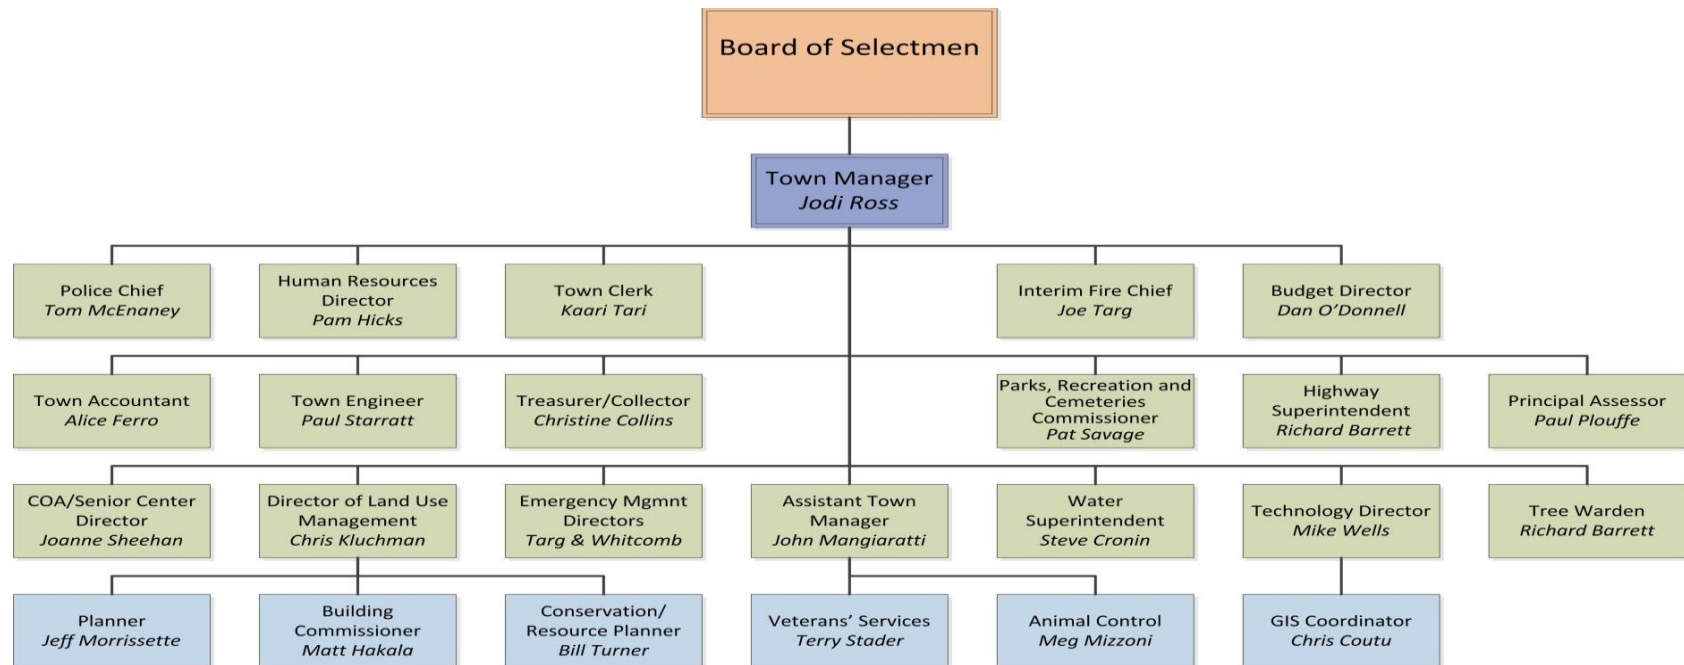 Board of Selectmen
Town Manager
Jodi Ross
Police Chief
Tom McEnaney
Human Resources
Director
Pam Hicks
Town Clerk
Kaari Tari
Interim Fire Chief
Joe Targ
Budget Director
Dan O’Donnell
Town Accountant
Alice Ferro
Town Engineer
Paul Starratt
Treasurer/Collector
Christine Collins
Parks, Recreation and
Cemeteries
Commissioner
Pat Savage
Highway
Superintendent
Richard Barrett
Principal Assessor
Paul Plouffe
COA/Senior Center
Director
Joanne Sheehan
Director of Land Use
Management
Chris Kluchman
Emergency Mgmnt
Directors
Targ & Whitcomb
Assistant Town
Manager
John Mangiaratti
Water
Superintendent
Steve Cronin
Technology Director
Mike Wells
Tree Warden
Richard Barrett
Planner
Jeff Morrissette
Building
Commissioner
Matt Hakala
Conservation/
Resource Planner
Bill Turner
Veterans’ Services
Terry Stader
Animal Control
Meg Mizzoni
GIS Coordinator
Chris Coutu